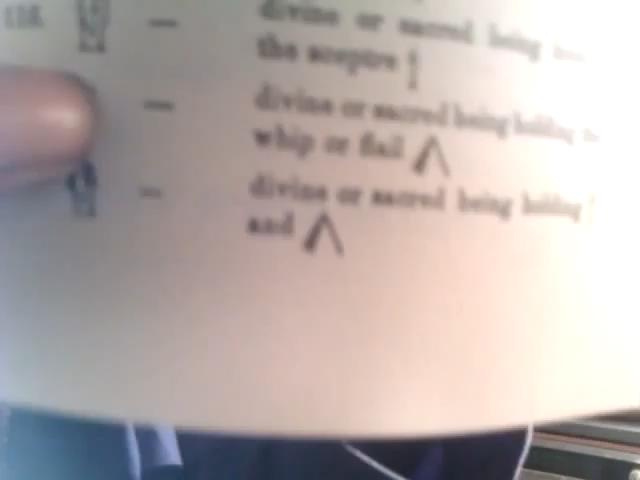 divine or sacred being
the sceptre
— divine or sacred being holding
whip or flail
— divine or sacred being holding
and